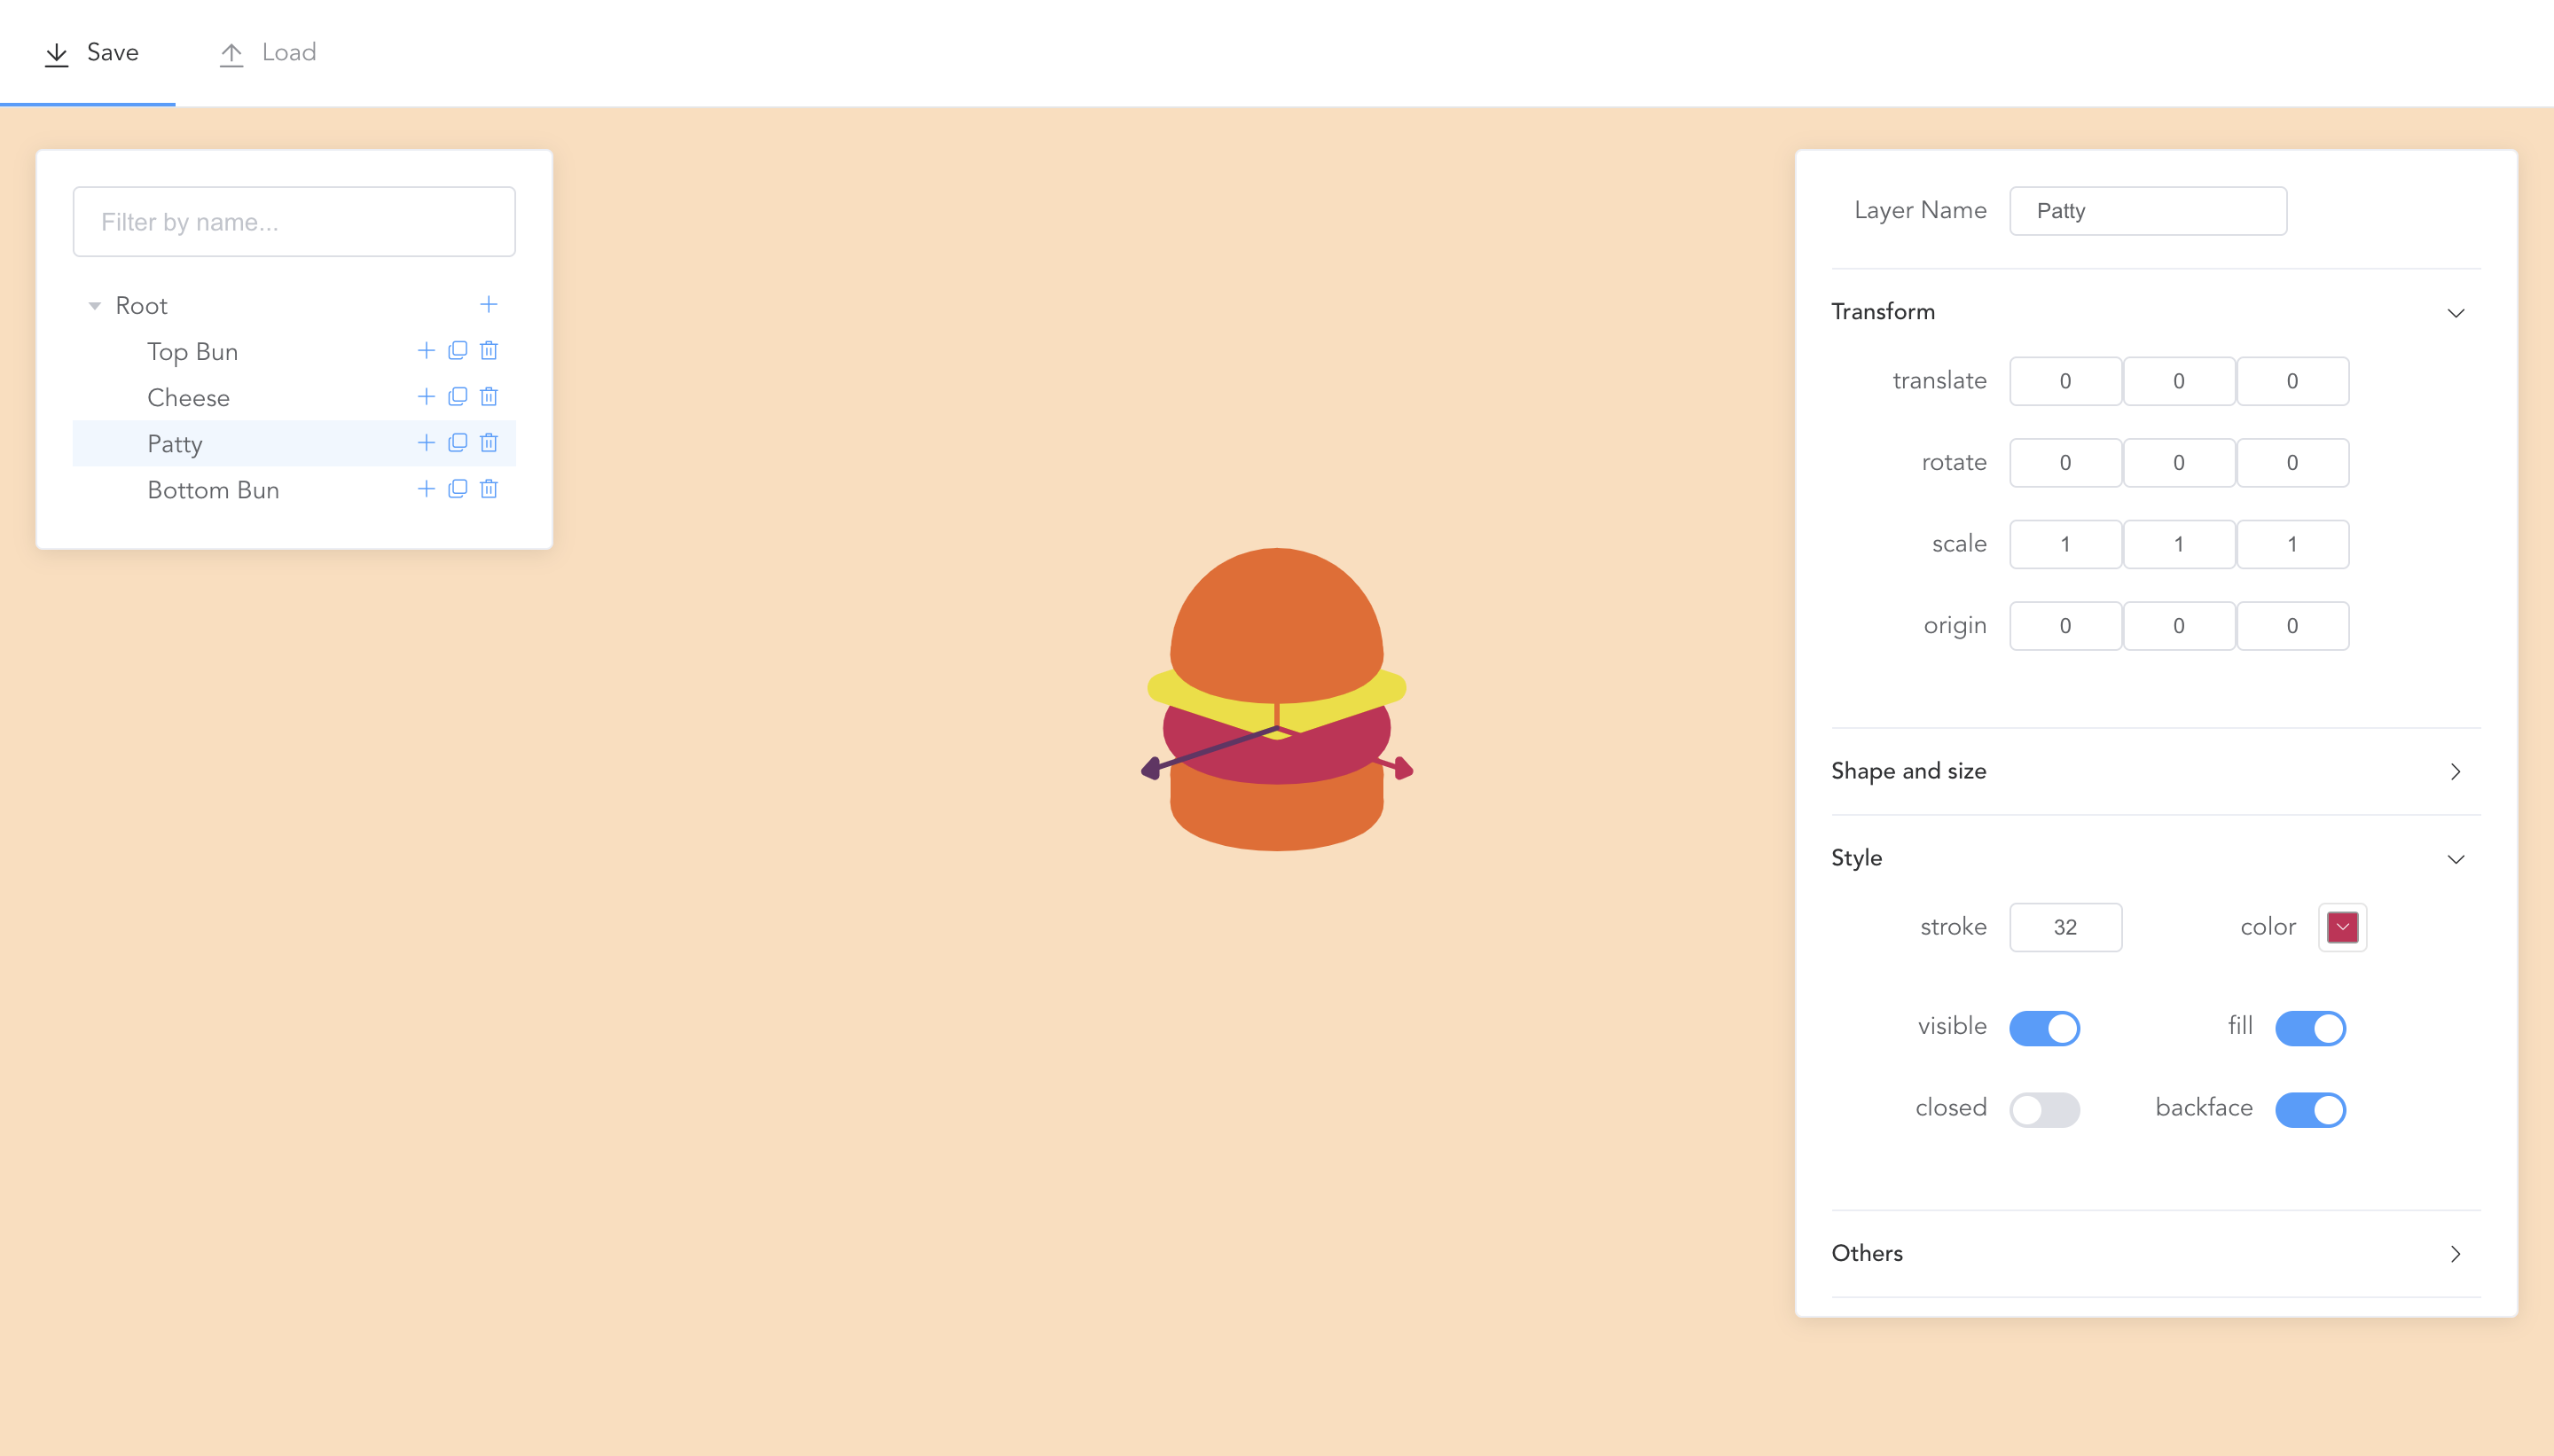 Save
Load
Filter by name...
Root
Top Bun
Cheese
Patty
Bottom Bun
Layer Name Patty
Transform
translate 0 0 0
rotate 0 0 0
scale 1 1 1
origin 0 0 0
Shape and size
Style
stroke 32 color
visible fill
closed backface
Others